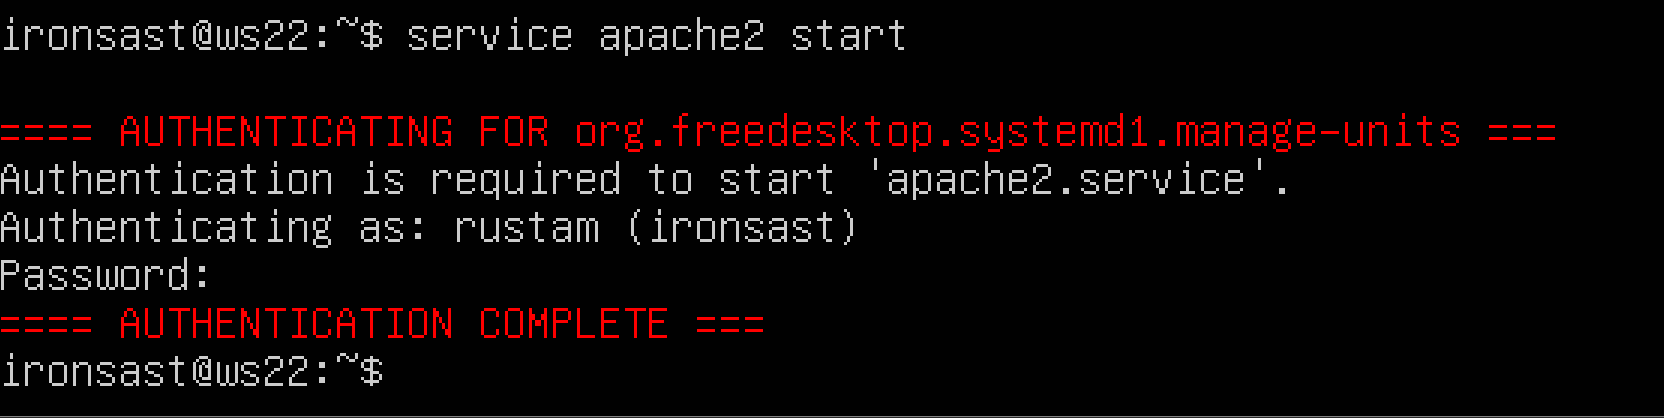 ironsast@ws22:~$ service apache2 start
==== AUTHENTICATING FOR org.freedesktop.systemd1.manage-units ===
Authentication is required to start 'apache2.service'.
Authenticating as: rustam (ironsast)
Password:
==== AUTHENTICATION COMPLETE ===
ironsast@ws22:~$